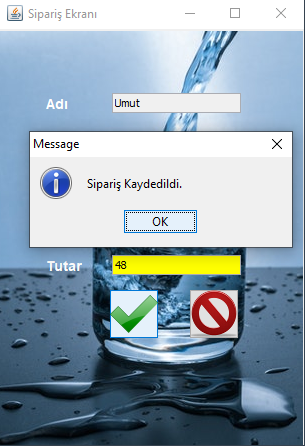 Sipariş Ekranı
Adı
Umut
Message
Sipariş Kaydedildi.
OK
Tutar
48